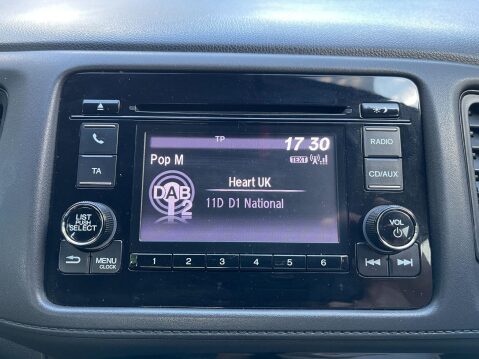 TP
17 30
Pop M
TEXT
Heart UK
DAB
2
11D D1 National
RADIO
TA
CD/AUX
LIST
PUSH
SELECT
VOL
MENU
CLOCK
1 2 3 4 5 6